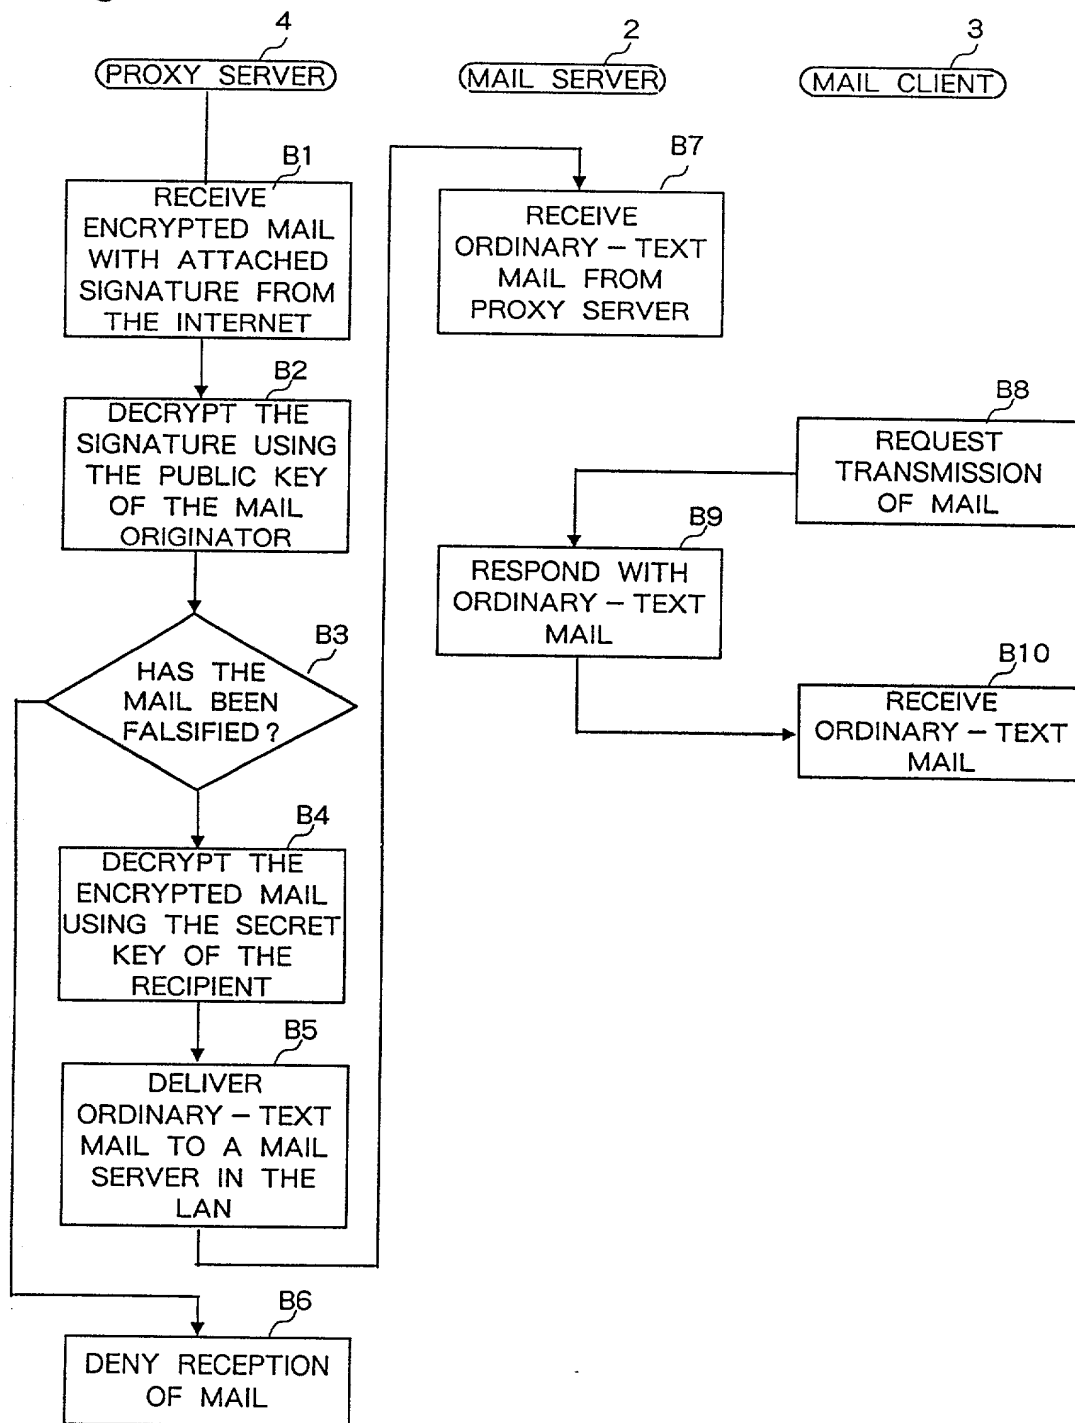 4
PROXY SERVER
2
MAIL SERVER
3
MAIL CLIENT
B1
RECEIVE
ENCRYPTED MAIL
WITH ATTACHED
SIGNATURE FROM
THE INTERNET
B2
DECRYPT THE
SIGNATURE USING
THE PUBLIC KEY
OF THE MAIL
ORIGINATOR
B3
HAS THE
MAIL BEEN
FALSIFIED?
B4
DECRYPT THE
ENCRYPTED MAIL
USING THE SECRET
KEY OF THE
RECIPIENT
B5
DELIVER
ORDINARY-TEXT
MAIL TO A MAIL
SERVER IN THE
LAN
B6
DENY RECEPTION
OF MAIL
B7
RECEIVE
ORDINARY-TEXT
MAIL FROM
PROXY SERVER
B8
REQUEST
TRANSMISSION
OF MAIL
B9
RESPOND WITH
ORDINARY-TEXT
MAIL
B10
RECEIVE
ORDINARY-TEXT
MAIL